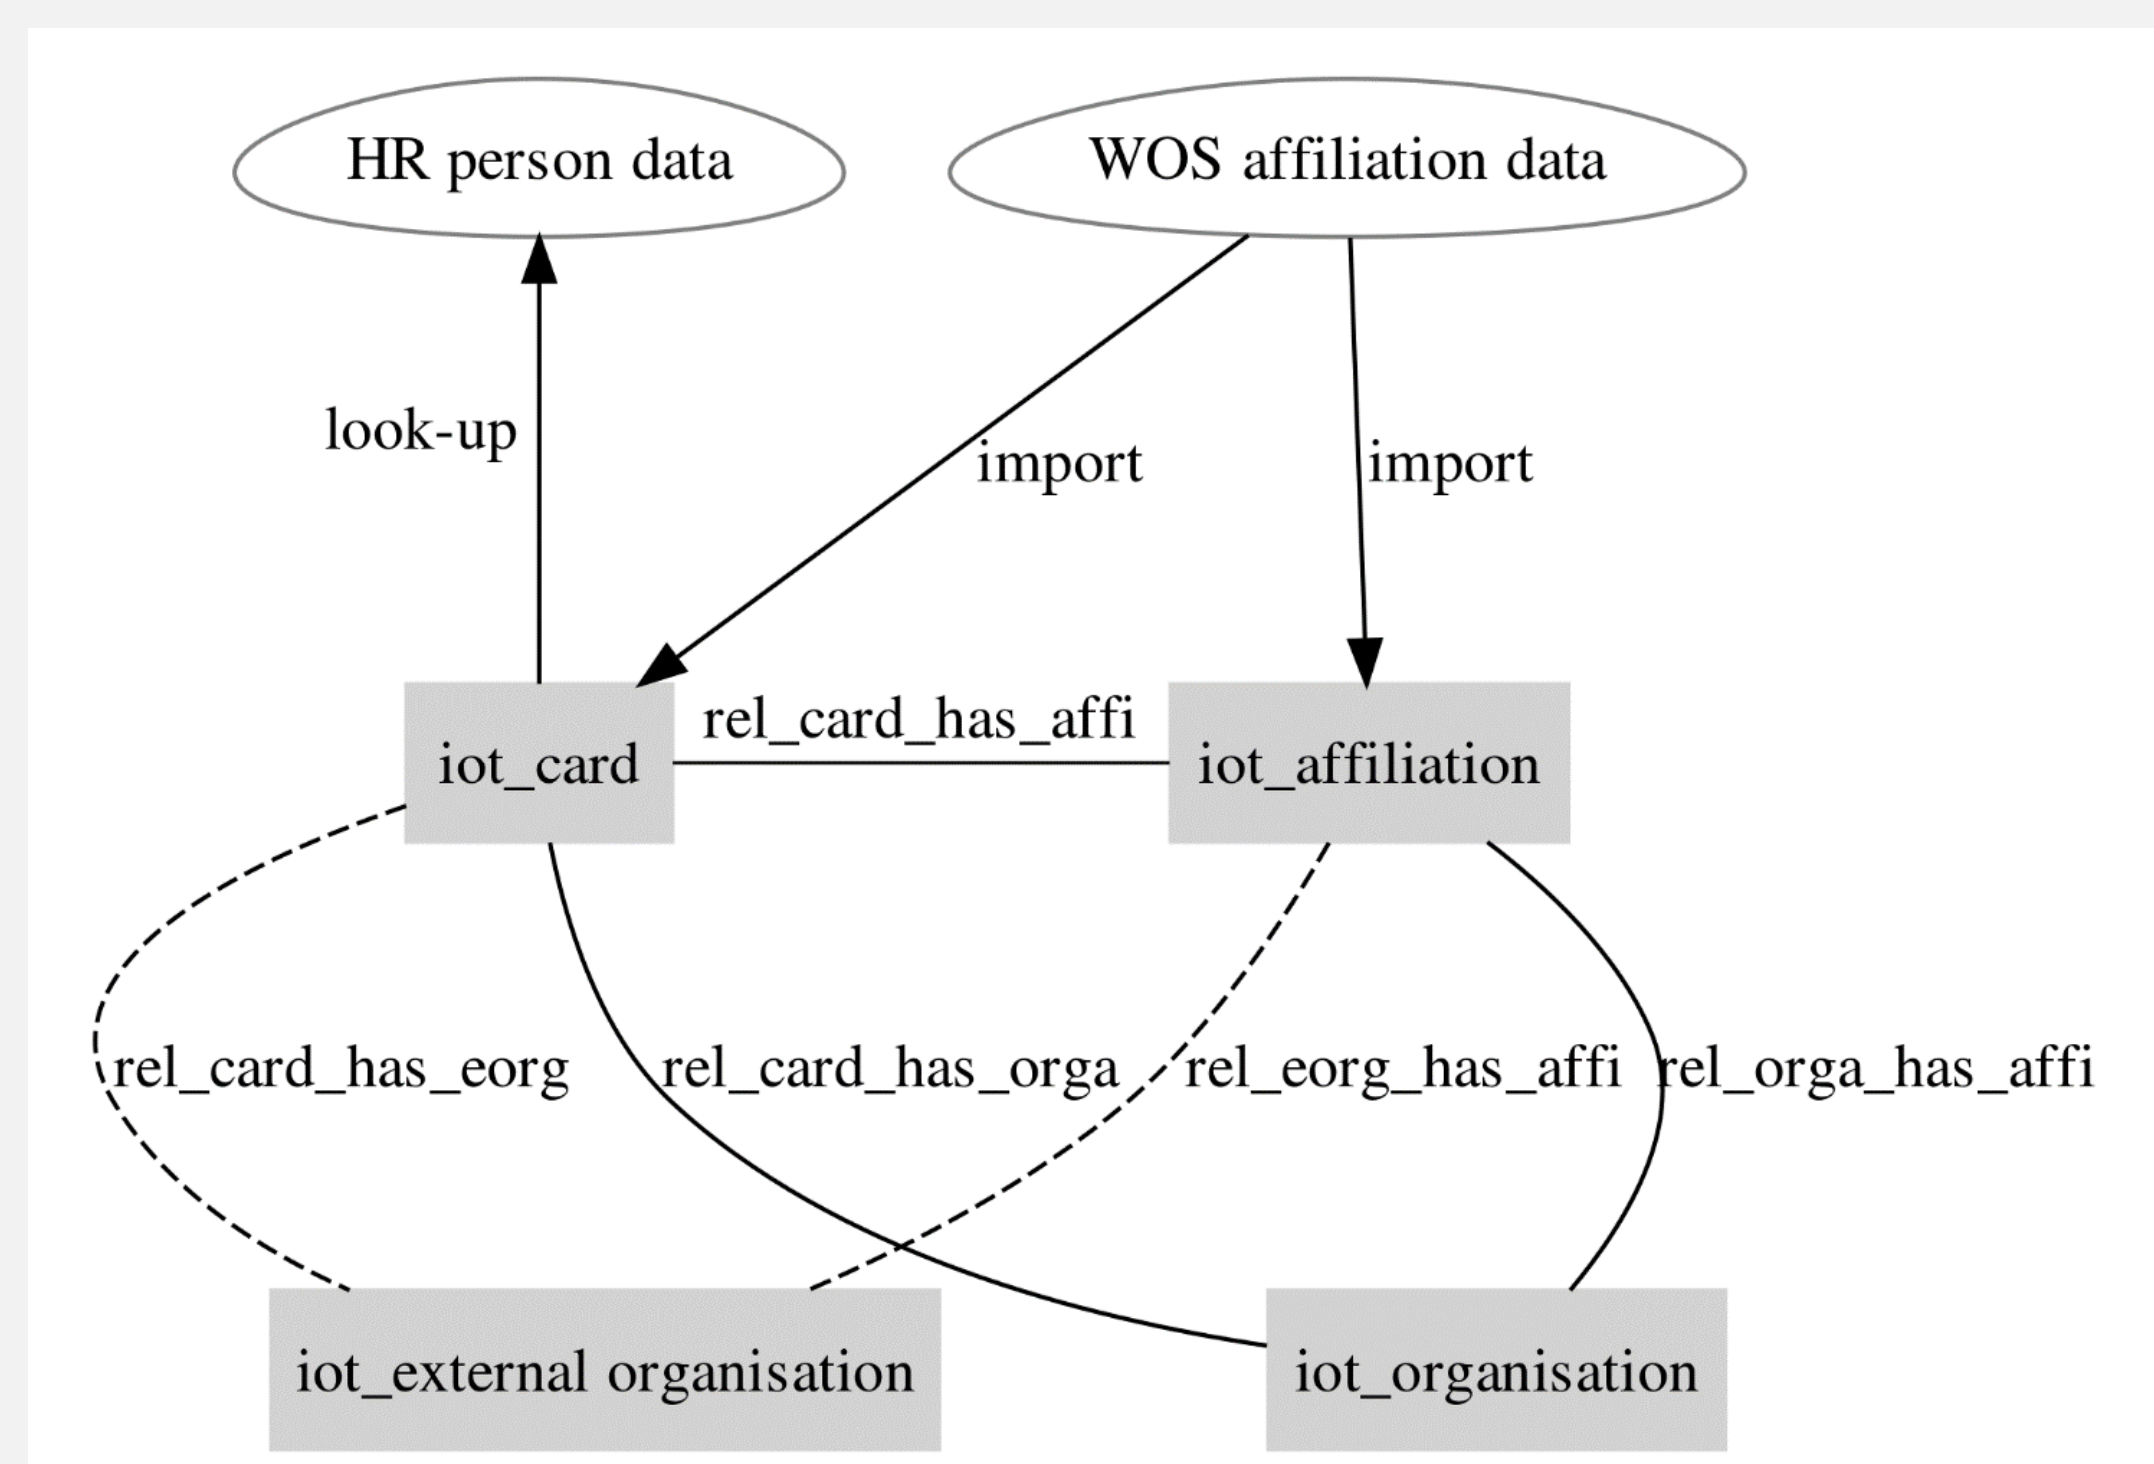 HR person data
WOS affiliation data
look-up
import
import
rel_card_has_affi
iot_card
iot_affiliation
rel_card_has_eorg
rel_card_has_orga
rel_eorg_has_affi
rel_orga_has_affi
iot_external organisation
iot_organisation